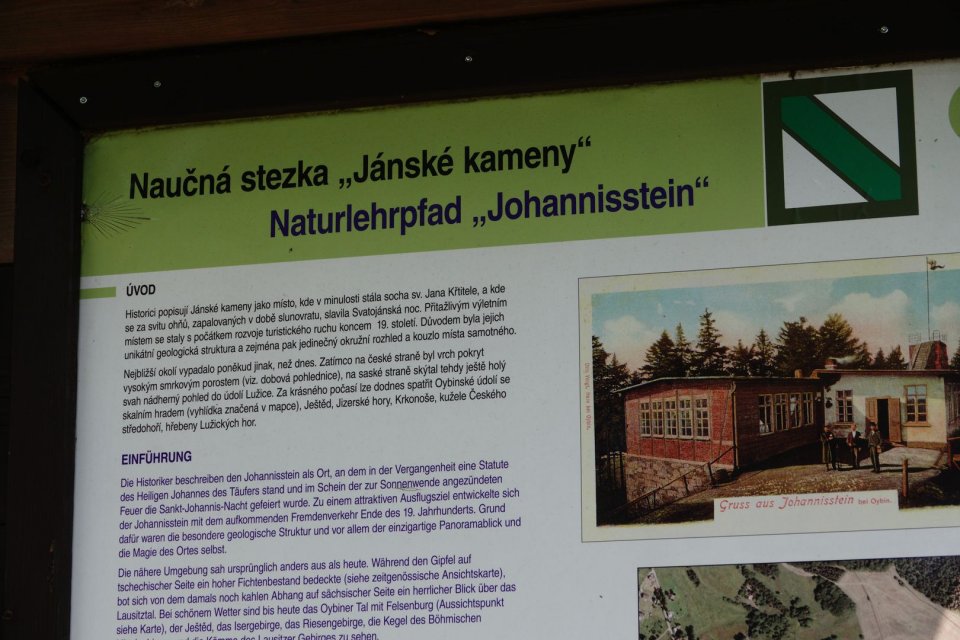 Naučná stezka „Jánské kameny“
Naturlehrpfad „Johannisstein“
ÚVOD
Historici popisují Jánské kameny jako místo, kde v minulosti stála socha sv. Jana Křtitele, a kde
se za svitu ohňů, zapalovaných v době slunovratu, slavila Svatojánská noc. Přitažlivým výletním
místem se staly s počátkem rozvoje turistického ruchu koncem 19. století. Důvodem byla jejich
unikátní geologická struktura a zejména pak jedinečný okružní rozhled a kouzlo místa samotného.
Nejbližší okolí vypadalo poněkud jinak, než dnes. Zatímco na české straně byl vrch pokryt
vysokým smrkovým porostem (viz. dobová pohlednice), na saské straně skýtal tehdy ještě holý
svah nádherný pohled do údolí Lužice. Za krásného počasí lze dodnes spatřit Oybinské údolí se
skalním hradem (vyhlídka značená v mapce), Ještěd, Jizerské hory, Krkonoše, kužele Českého
středohoří, hřebeny Lužických hor.
EINFÜHRUNG
Die Historiker beschreiben den Johannisstein als Ort, an dem in der Vergangenheit eine Statute
des Heiligen Johannes des Täufers stand und im Schein der zur Sonnenwende angezündeten
Feuer die Sankt-Johannis-Nacht gefeiert wurde. Zu einem attraktiven Ausflugsziel entwickelte sich
der Johannisstein mit dem aufkommenden Fremdenverkehr Ende des 19. Jahrhunderts. Grund
dafür waren die besondere geologische Struktur und vor allem der einzigartige Panoramablick und
die Magie des Ortes selbst.
Die nähere Umgebung sah ursprünglich anders aus als heute. Während den Gipfel auf
tschechischer Seite ein hoher Fichtenbestand bedeckte (siehe zeitgenössische Ansichtskarte),
bot sich von dem damals noch kahlen Abhang auf sächsischer Seite ein herrlicher Blick über das
Lausitztal. Bei schönem Wetter sind bis heute das Oybiner Tal mit Felsenburg (Aussichtspunkt
siehe Karte), der Ještěd, das Isergebirge, das Riesengebirge, die Kegel des Böhmischen
und die Kämme des Lausitzer Gebirges zu sehen.
Gruss aus Johannisstein bei Oybin.